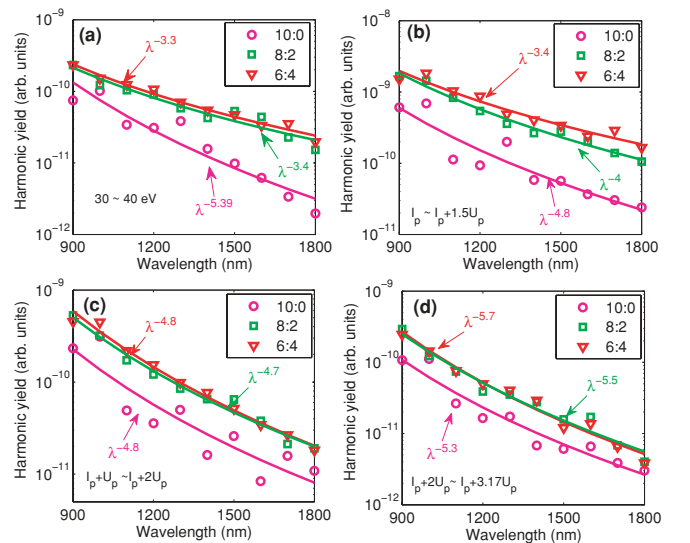 (a)
10:0
8:2
6:4
λ^-3.3
λ^-3.4
λ^-5.39
30 ~ 40 eV
Harmonic yield (arb. units)
10^-9
10^-10
10^-11
10^-12
900 1200 1500 1800
Wavelength (nm)
(b)
10:0
8:2
6:4
λ^-3.4
λ^-4
λ^-4.8
I_p ~ I_p+1.5U_p
Harmonic yield (arb. units)
10^-8
10^-9
10^-10
10^-11
900 1200 1500 1800
Wavelength (nm)
(c)
10:0
8:2
6:4
λ^-4.8
λ^-4.7
λ^-4.8
I_p+U_p ~I_p+2U_p
Harmonic yield (arb. units)
10^-9
10^-10
10^-11
900 1200 1500 1800
Wavelength (nm)
(d)
10:0
8:2
6:4
λ^-5.7
λ^-5.5
λ^-5.3
I_p+2U_p~ I_p+3.17U_p
Harmonic yield (arb. units)
10^-9
10^-10
10^-11
10^-12
900 1200 1500 1800
Wavelength (nm)